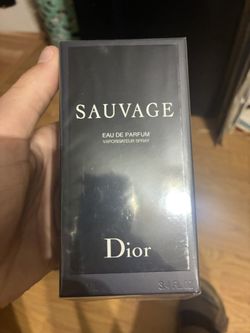 SAUVAGE
EAU DE PARFUM
VAPORISATEUR SPRAY
Dior